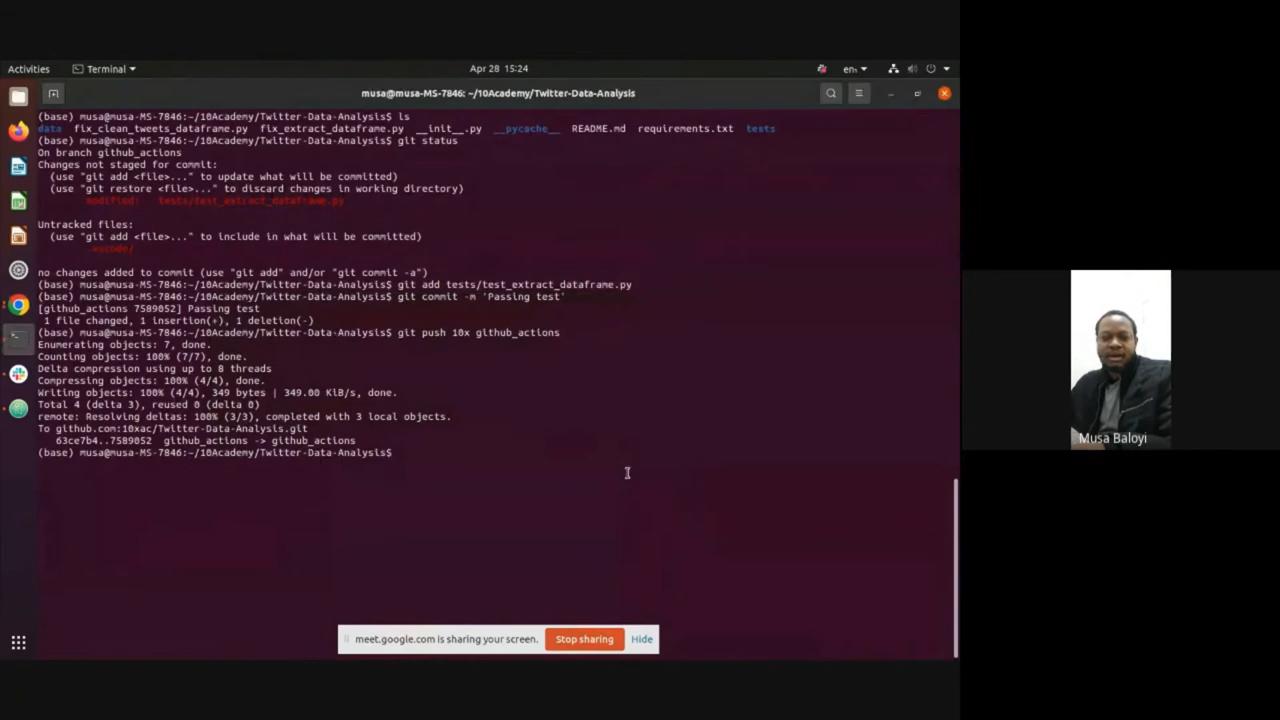 Activities
Terminal
Apr 28 15:24
en₁
musa@musa-MS-7846: ~/10Academy/Twitter-Data-Analysis
(base) musa@musa-MS-7846:~/10Academy/Twitter-Data-Analysis$ ls
data fix_clean_tweets_dataframe.py fix_extract_dataframe.py __init__.py __pycache__ README.md requirements.txt tests
(base) musa@musa-MS-7846:~/10Academy/Twitter-Data-Analysis$ git status
On branch github_actions
Changes not staged for commit:
(use "git add <file>..." to update what will be committed)
(use "git restore <file>..." to discard changes in working directory)
modified: tests/test_extract_dataframe.py
Untracked files:
(use "git add <file>..." to include in what will be committed)
.vscode/
no changes added to commit (use "git add" and/or "git commit -a")
(base) musa@musa-MS-7846:~/10Academy/Twitter-Data-Analysis$ git add tests/test_extract_dataframe.py
(base) musa@musa-MS-7846:~/10Academy/Twitter-Data-Analysis$ git commit -m 'Passing test'
[github_actions 7589052] Passing test
1 file changed, 1 insertion(+), 1 deletion(-)
(base) musa@musa-MS-7846:~/10Academy/Twitter-Data-Analysis$ git push 10x github_actions
Enumerating objects: 7, done.
Counting objects: 100% (7/7), done.
Delta compression using up to 8 threads
Compressing objects: 100% (4/4), done.
Writing objects: 100% (4/4), 349 bytes | 349.00 KiB/s, done.
Total 4 (delta 3), reused 0 (delta 0)
remote: Resolving deltas: 100% (3/3), completed with 3 local objects.
To github.com:10xac/Twitter-Data-Analysis.git
63ce7b4..7589052 github_actions -> github_actions
(base) musa@musa-MS-7846:~/10Academy/Twitter-Data-Analysis$
Musa Baloyi
meet.google.com is sharing your screen.
Stop sharing
Hide